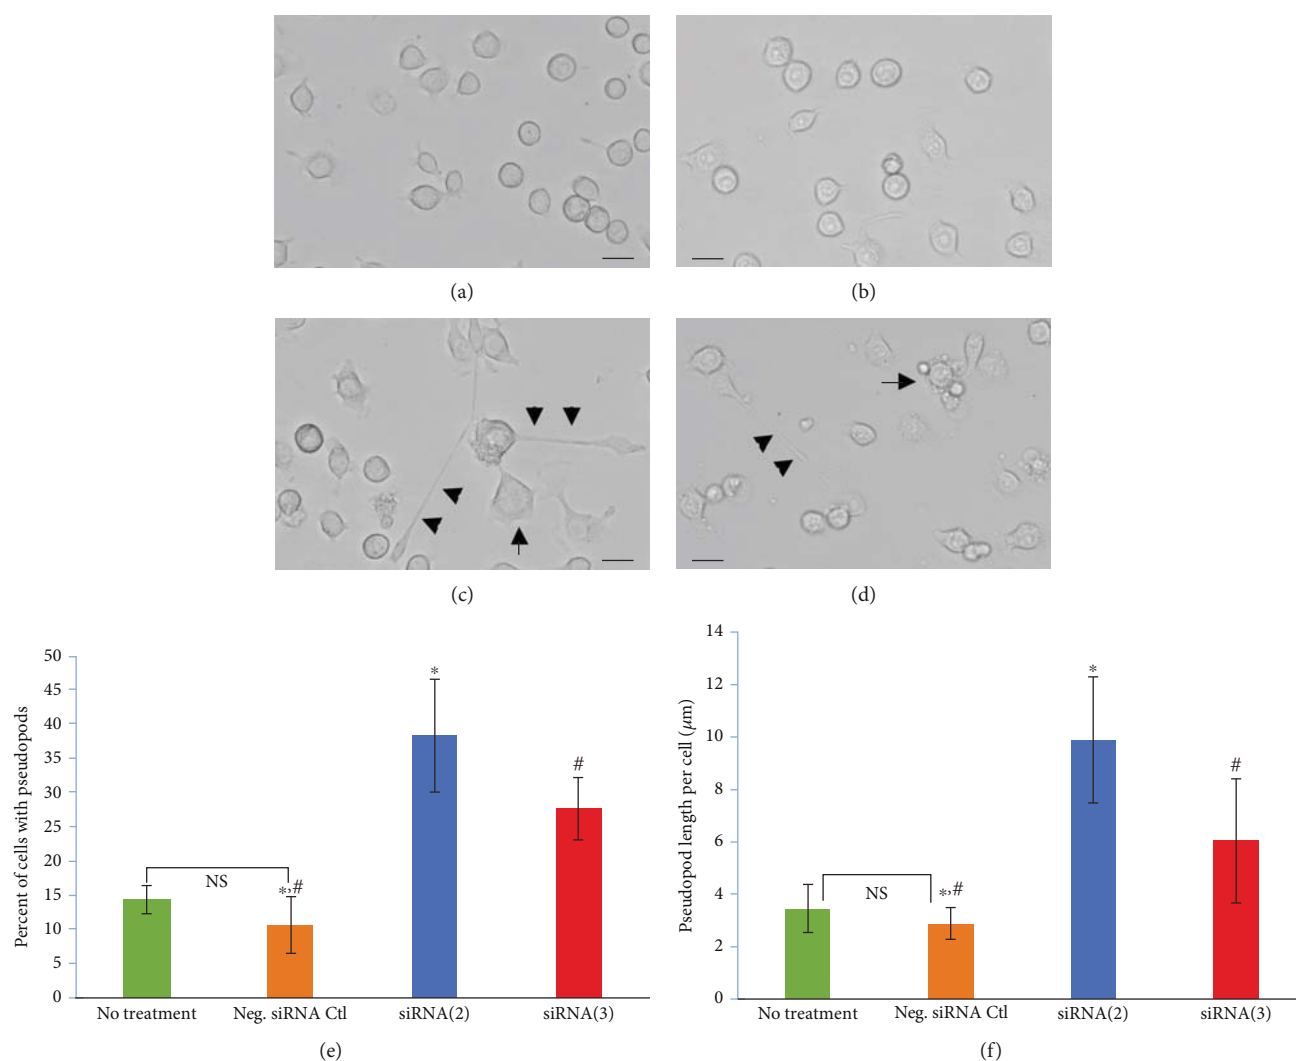 (a)
(b)
(c)
(d)
Percent of cells with pseudopods
50
45
40
35
30
25
20
15
10
5
0
NS
*,#
*
#
No treatment
Neg. siRNA Ctl
siRNA(2)
siRNA(3)
(e)
Pseudopod length per cell (μm)
14
12
10
8
6
4
2
0
NS
*,#
*
#
No treatment
Neg. siRNA Ctl
siRNA(2)
siRNA(3)
(f)